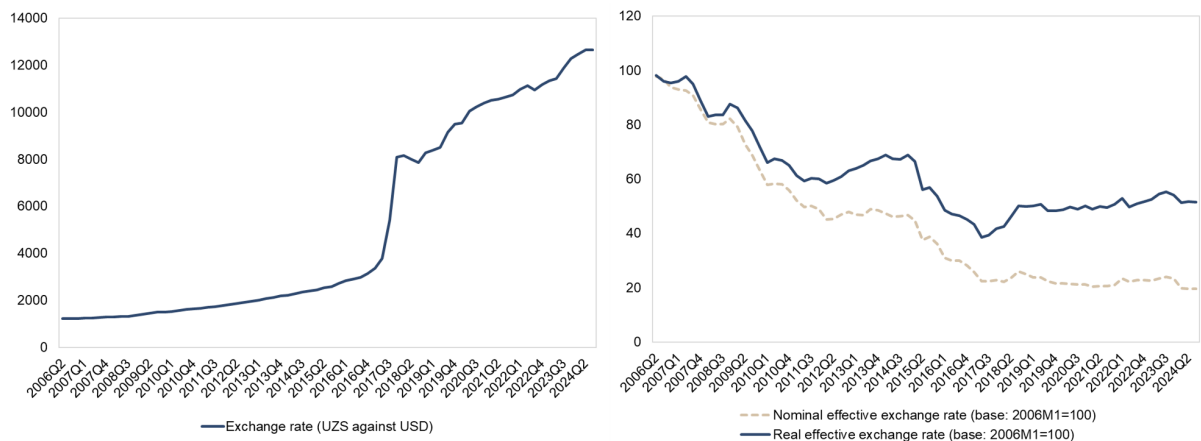 14000
12000
10000
8000
6000
4000
2000
0
2006Q2
2007Q1
2007Q4
2008Q3
2009Q2
2010Q1
2010Q4
2011Q3
2012Q2
2013Q1
2013Q4
2014Q3
2015Q2
2016Q1
2016Q4
2017Q3
2018Q2
2019Q1
2019Q4
2020Q3
2021Q2
2022Q1
2022Q4
2023Q3
2024Q2
Exchange rate (UZS against USD)
120
100
80
60
40
20
0
2006Q2
2007Q1
2007Q4
2008Q3
2009Q2
2010Q1
2010Q4
2011Q3
2012Q2
2013Q1
2013Q4
2014Q3
2015Q2
2016Q1
2016Q4
2017Q3
2018Q2
2019Q1
2019Q4
2020Q3
2021Q2
2022Q1
2022Q4
2023Q3
2024Q2
Nominal effective exchange rate (base: 2006M1=100)
Real effective exchange rate (base: 2006M1=100)